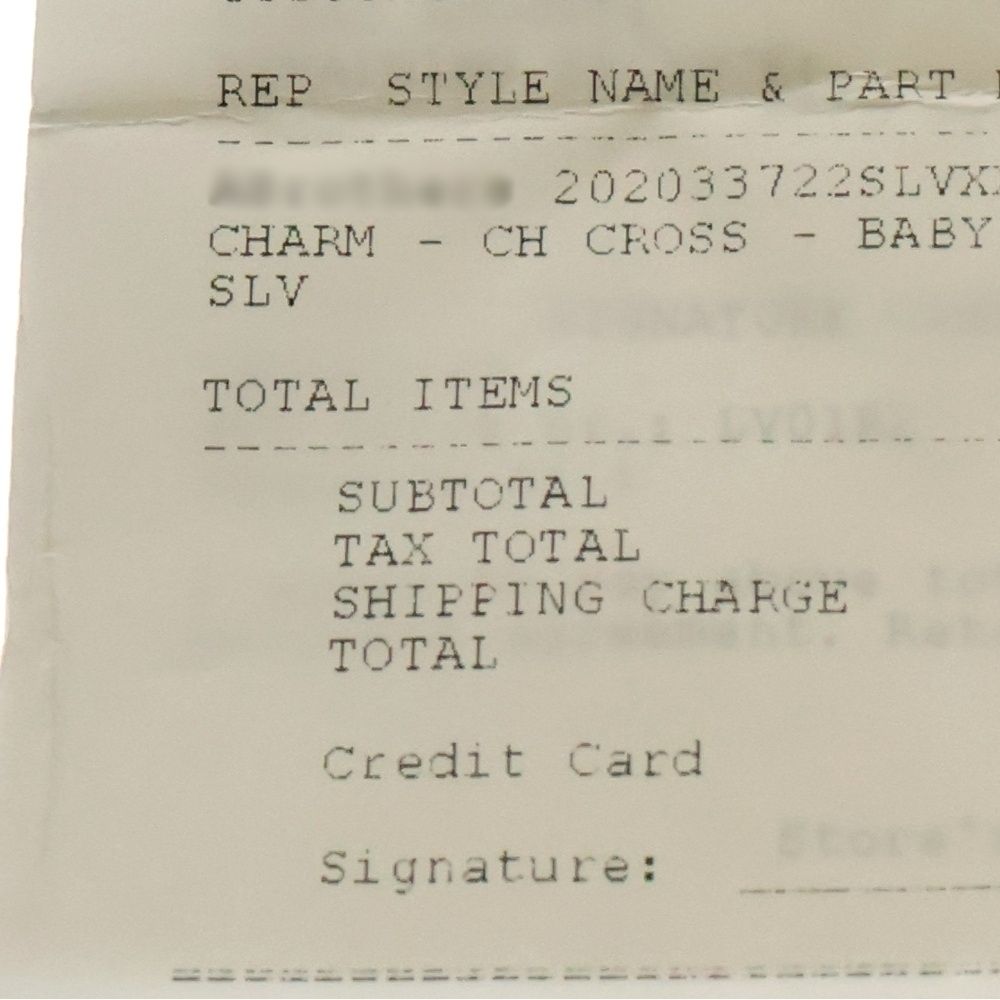 REP STYLE NAME & PART
202033722SLVX
CHARM - CH CROSS - BABY
SLV
TOTAL ITEMS
SUBTOTAL
TAX TOTAL
SHIPPING CHARGE
TOTAL
Credit Card
Signature: